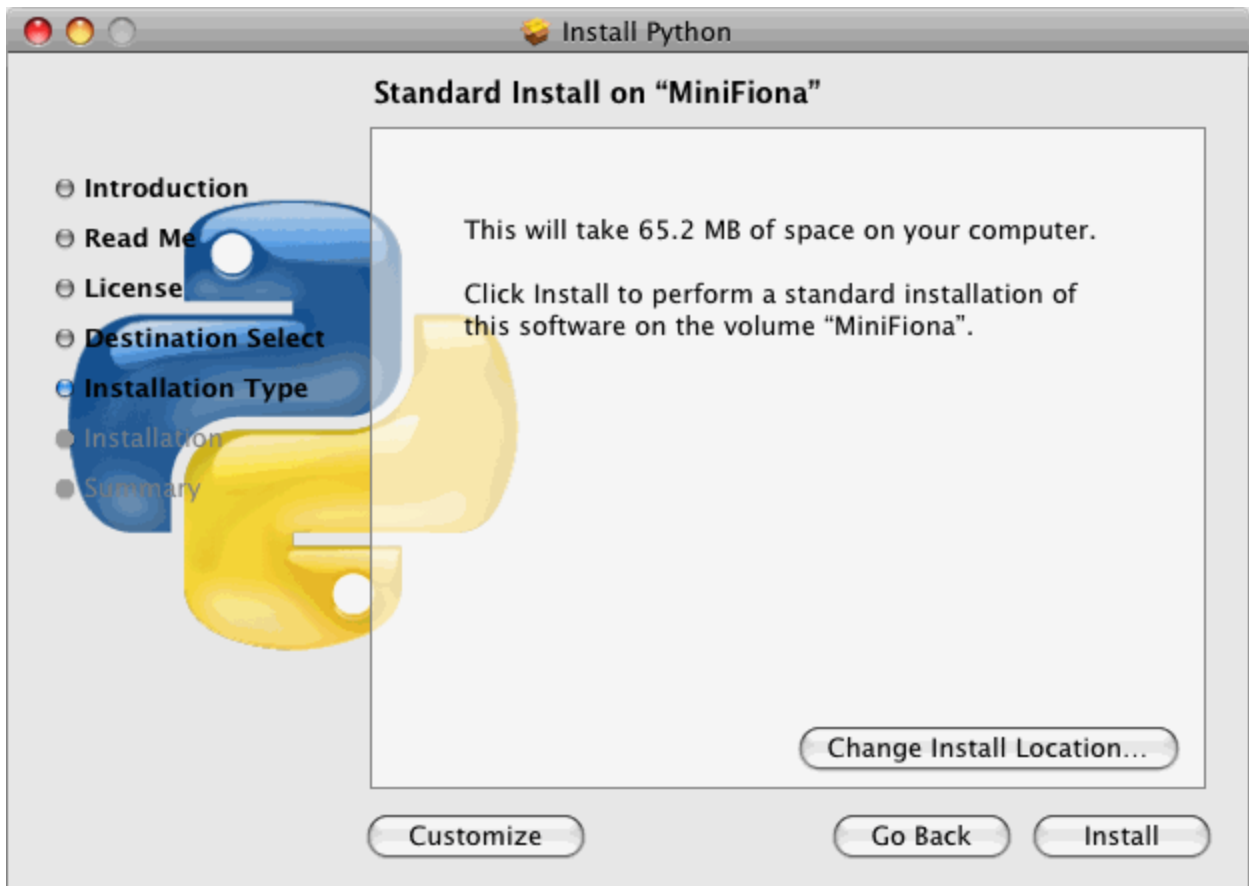 Install Python
Standard Install on “MiniFiona”
Introduction
Read Me
License
Destination Select
Installation Type
Installation
Summary
This will take 65.2 MB of space on your computer.
Click Install to perform a standard installation of
this software on the volume “MiniFiona”.
Change Install Location...
Customize
Go Back
Install